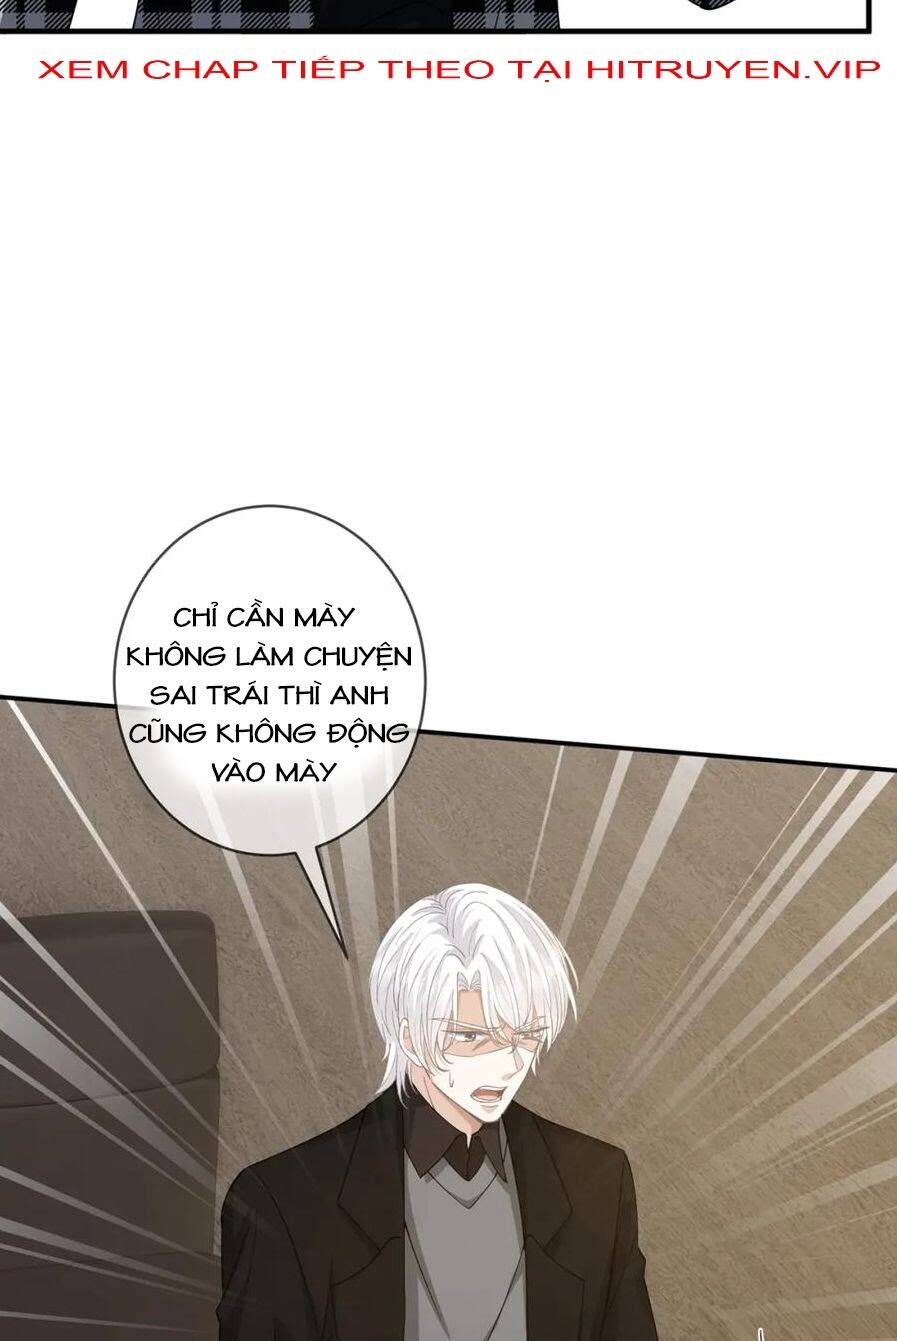 XEM CHAP TIẾP THEO TẠI HITRUYEN.VIP
CHỈ CẦN MÀY
KHÔNG LÀM CHUYỆN
SAI TRÁI THÌ ANH
CŨNG KHÔNG ĐỘNG
VÀO MÀY